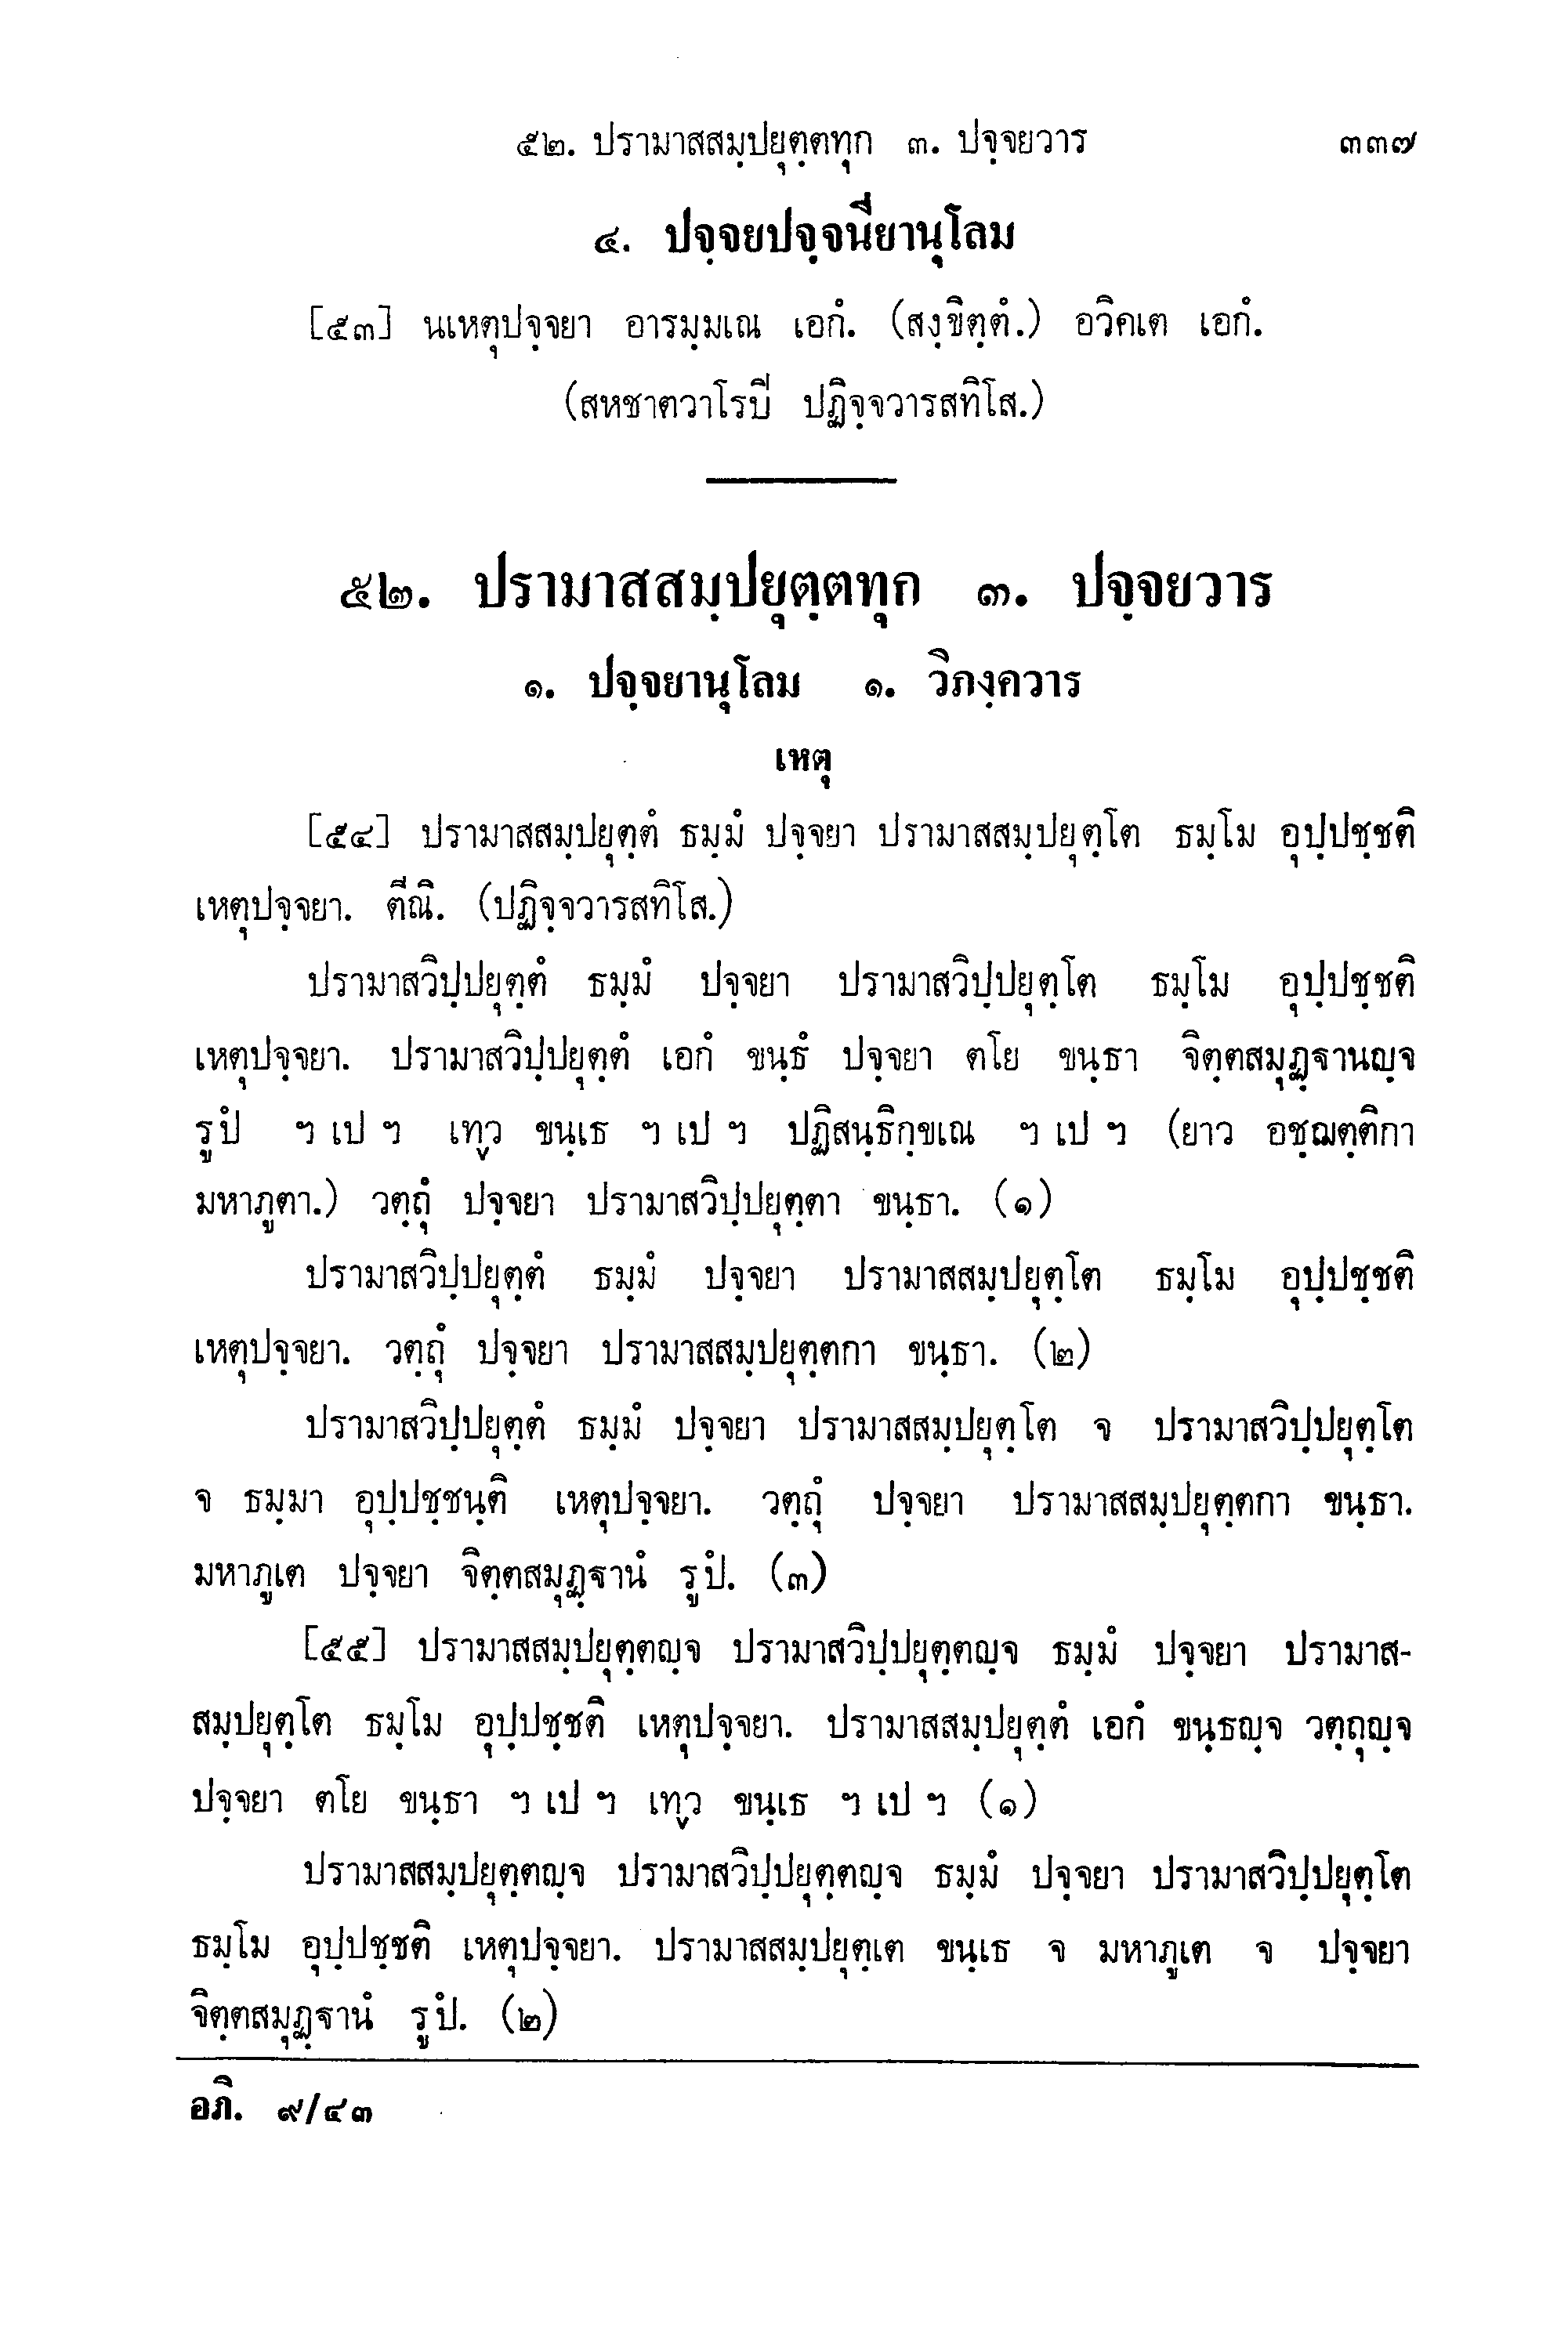 ๕๒. ปรามาสสมฺปยุตฺตทุก ๓. ปจฺจยวาร ๓๓๗
๔. ปจฺจยปจฺจนียานุโลม
[๕๓] นเหตุปจฺจยา อารมฺมเณ เอกํ. (สงฺขิตฺตํ.) อวิคเต เอกํ.
(สหชาตวาโรปิ ปฏิจฺจวารสทิโส.)
๕๒. ปรามาสสมฺปยุตฺตทุก ๓. ปจฺจยวาร
๑. ปจฺจยานุโลม ๑. วิภงฺควาร
เหตุ
[๕๔] ปรามาสสมฺปยุตฺตํ ธมฺมํ ปจฺจยา ปรามาสสมฺปยุตฺโต ธมฺโม อุปฺปชฺชติ
เหตุปจฺจยา. ตีณิ. (ปฏิจฺจวารสทิโส.)
ปรามาสวิปฺปยุตฺตํ ธมฺมํ ปจฺจยา ปรามาสวิปฺปยุตฺโต ธมฺโม อุปฺปชฺชติ
เหตุปจฺจยา. ปรามาสวิปฺปยุตฺตํ เอกํ ขนฺธํ ปจฺจยา ตโย ขนฺธา จิตฺตสมุฏฺฐานญฺจ
รูปํ ฯ เป ฯ เทฺว ขนฺเธ ฯ เป ฯ ปฏิสนฺธิกฺขเณ ฯ เป ฯ (ยาว อชฺฌตฺติกา
มหาภูตา.) วตฺถุํ ปจฺจยา ปรามาสวิปฺปยุตฺตา ขนฺธา. (๑)
ปรามาสวิปฺปยุตฺตํ ธมฺมํ ปจฺจยา ปรามาสสมฺปยุตฺโต ธมฺโม อุปฺปชฺชติ
เหตุปจฺจยา. วตฺถุํ ปจฺจยา ปรามาสสมฺปยุตฺตกา ขนฺธา. (๒)
ปรามาสวิปฺปยุตฺตํ ธมฺมํ ปจฺจยา ปรามาสสมฺปยุตฺโต จ ปรามาสวิปฺปยุตฺโต
จ ธมฺมา อุปฺปชฺชนฺติ เหตุปจฺจยา. วตฺถุํ ปจฺจยา ปรามาสสมฺปยุตฺตกา ขนฺธา.
มหาภูเต ปจฺจยา จิตฺตสมุฏฺฐานํ รูปํ. (๓)
[๕๕] ปรามาสสมฺปยุตฺตญฺจ ปรามาสวิปฺปยุตฺตญฺจ ธมฺมํ ปจฺจยา ปรามาส-
สมฺปยุตฺโต ธมฺโม อุปฺปชฺชติ เหตุปจฺจยา. ปรามาสสมฺปยุตฺตํ เอกํ ขนฺธญฺจ วตฺถุญฺจ
ปจฺจยา ตโย ขนฺธา ฯ เป ฯ เทฺว ขนฺเธ ฯ เป ฯ (๑)
ปรามาสสมฺปยุตฺตญฺจ ปรามาสวิปฺปยุตฺตญฺจ ธมฺมํ ปจฺจยา ปรามาสวิปฺปยุตฺโต
ธมฺโม อุปฺปชฺชติ เหตุปจฺจยา. ปรามาสสมฺปยุตฺเต ขนฺเธ จ มหาภูเต จ ปจฺจยา
จิตฺตสมุฏฺฐานํ รูปํ. (๒)
อภิ. ๙/๔๓